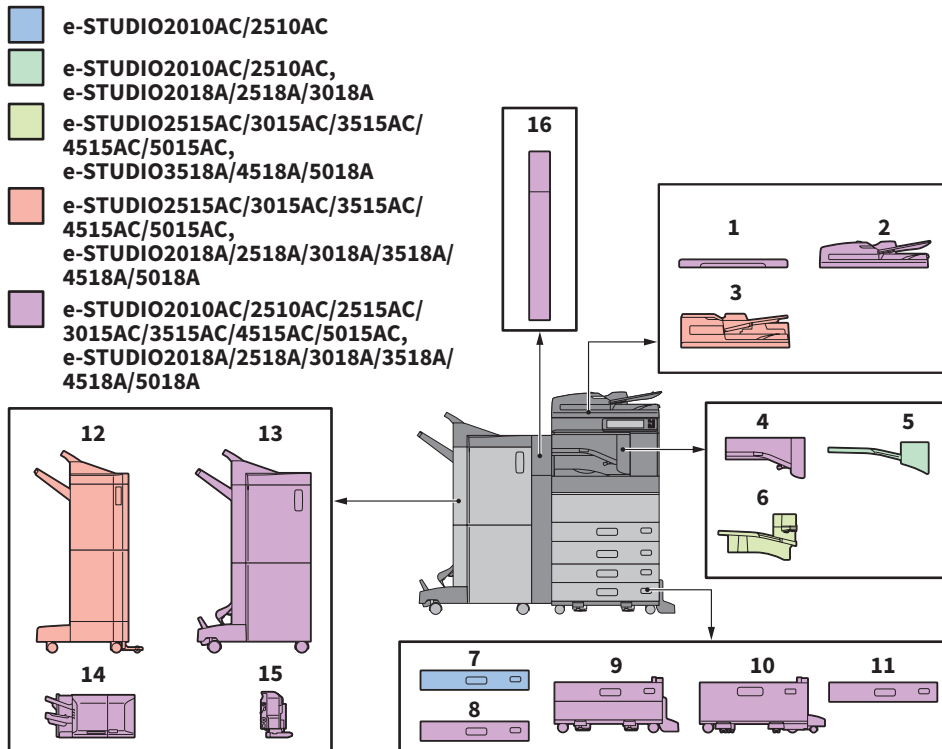 e-STUDIO2010AC/2510AC
e-STUDIO2010AC/2510AC,
e-STUDIO2018A/2518A/3018A
e-STUDIO2515AC/3015AC/3515AC/
4515AC/5015AC,
e-STUDIO3518A/4518A/5018A
e-STUDIO2515AC/3015AC/3515AC/
4515AC/5015AC,
e-STUDIO2018A/2518A/3018A/3518A/
4518A/5018A
e-STUDIO2010AC/2510AC/2515AC/
3015AC/3515AC/4515AC/5015AC,
e-STUDIO2018A/2518A/3018A/3518A/
4518A/5018A
16
1 2
3
4 5
6
12 13
14 15
7 9 10 11
8